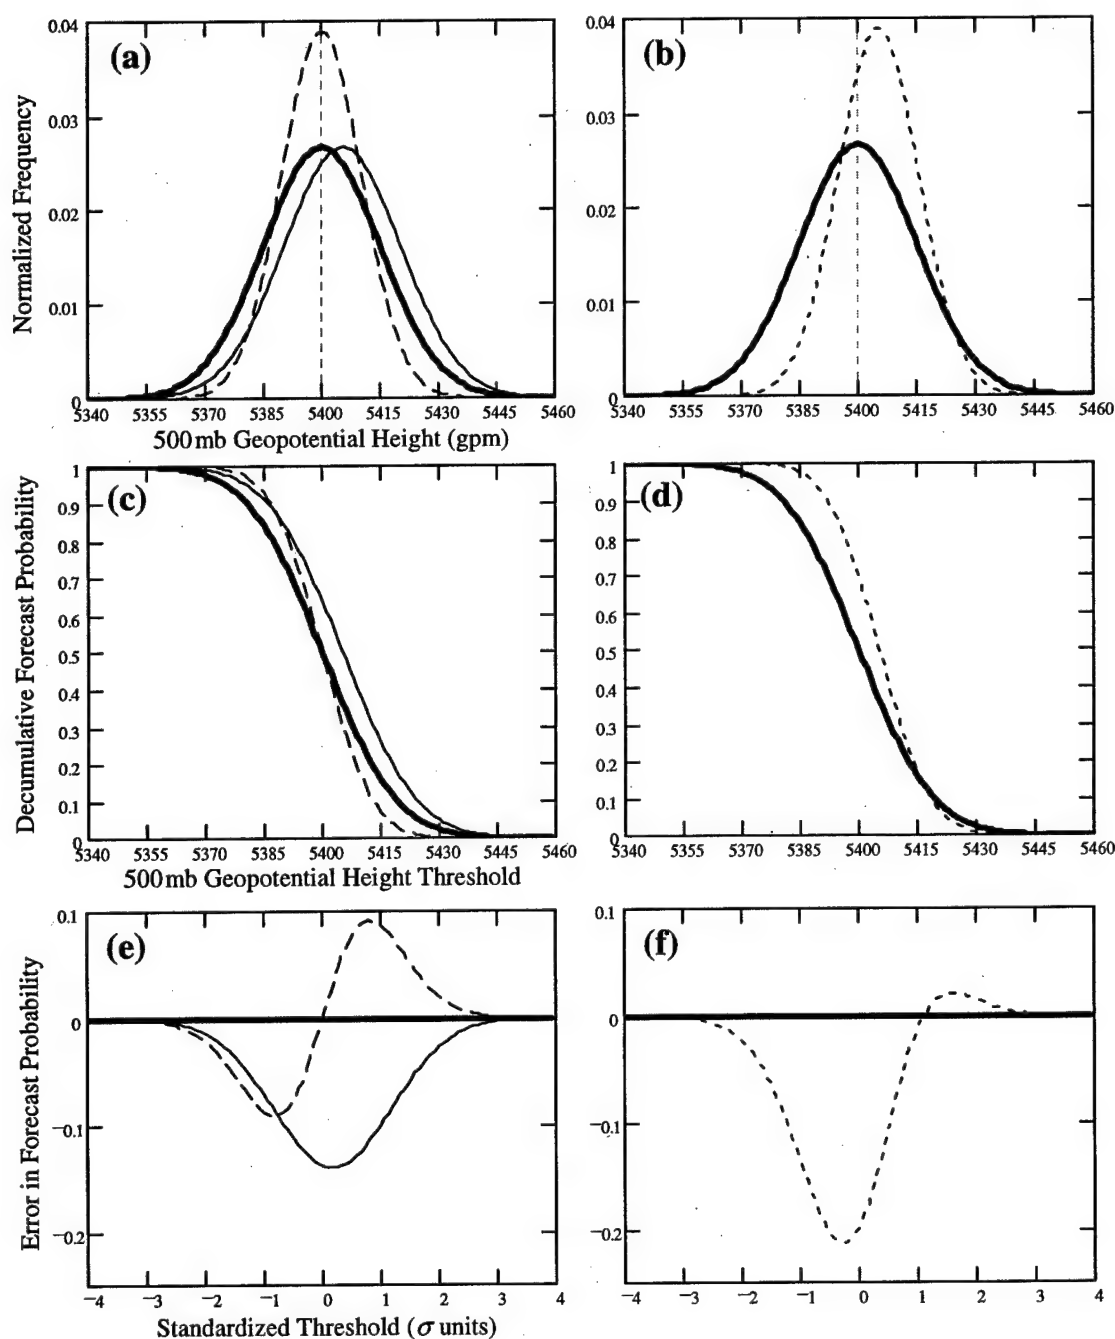 (a)
Normalized Frequency
0.04
0.03
0.02
0.01
0
5340 5355 5370 5385 5400 5415 5430 5445 5460
500mb Geopotential Height (gpm)
(b)
0.04
0.03
0.02
0.01
0
5340 5355 5370 5385 5400 5415 5430 5445 5460
(c)
Decumulative Forecast Probability
1
0.9
0.8
0.7
0.6
0.5
0.4
0.3
0.2
0.1
0
5340 5355 5370 5385 5400 5415 5430 5445 5460
500mb Geopotential Height Threshold
(d)
1
0.9
0.8
0.7
0.6
0.5
0.4
0.3
0.2
0.1
0
5340 5355 5370 5385 5400 5415 5430 5445 5460
(e)
Error in Forecast Probability
0.1
0
−0.1
−0.2
−4 −3 −2 −1 0 1 2 3 4
Standardized Threshold (σ units)
(f)
0.1
0
−0.1
−0.2
−4 −3 −2 −1 0 1 2 3 4